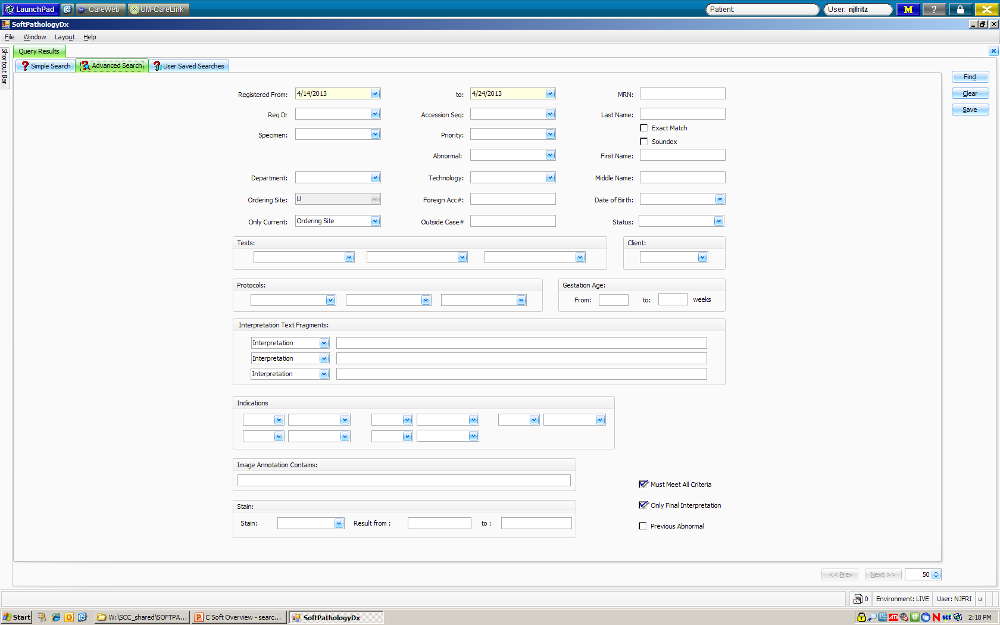 LaunchPad CareWeb UM-CareLink Patient: User: njfritz M ?
SoftPathologyDx
File Window Layout Help
Shortcut Bar
Query Results
Simple Search Advanced Search User Saved Searches
Registered From: 4/14/2013 to: 4/24/2013 MRN:
Find
Clear
Save
Req Dr Accession Seq: Last Name:
Exact Match
Specimen: Priority:
Soundex
Abnormal: First Name:
Department: Technology: Middle Name:
Ordering Site: U Foreign Acc#: Date of Birth:
Only Current: Ordering Site Outside Case# Status:
Tests: Client:
Protocols: Gestation Age:
From: to: weeks
Interpretation Text Fragments:
Interpretation
Interpretation
Interpretation
Indications
Image Annotation Contains:
Must Meet All Criteria
Only Final Interpretation
Previous Abnormal
Stain:
Stain: Result from : to :
<< Prev Next >> 50
0 Environment: LIVE User: NJFRI u
Start W:\SCC_shared\SOFTPA... C Soft Overview - searc... SoftPathologyDx 2:18 PM